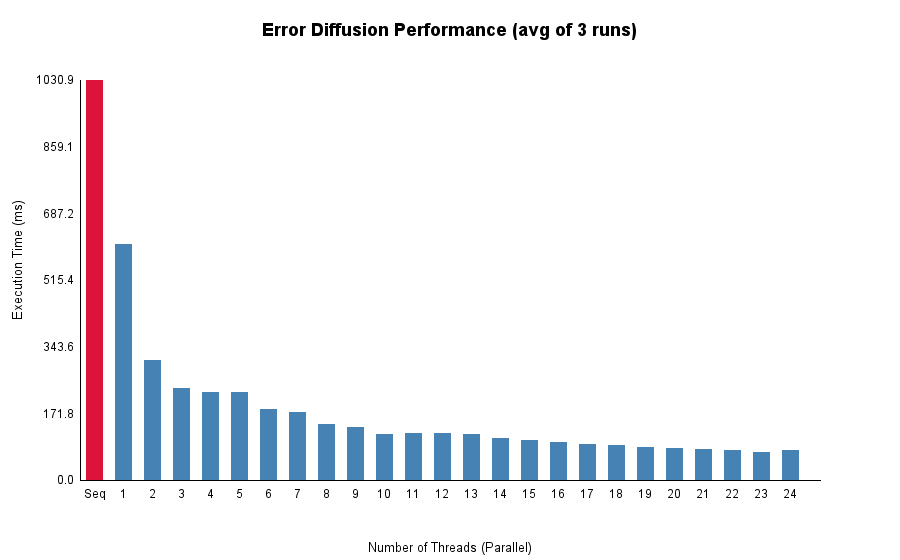 Error Diffusion Performance (avg of 3 runs)
1030.9
859.1
687.2
515.4
343.6
171.8
0.0
Execution Time (ms)
Seq 1 2 3 4 5 6 7 8 9 10 11 12 13 14 15 16 17 18 19 20 21 22 23 24
Number of Threads (Parallel)